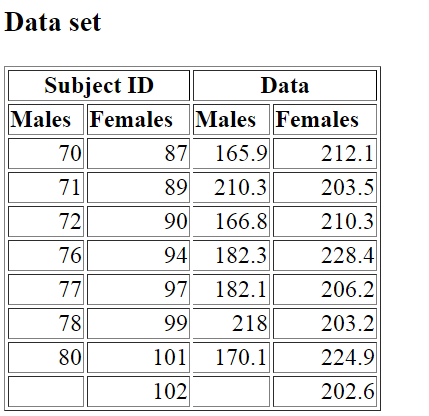 Data set
Subject ID Data
Males Females Males Females
70 87 165.9 212.1
71 89 210.3 203.5
72 90 166.8 210.3
76 94 182.3 228.4
77 97 182.1 206.2
78 99 218 203.2
80 101 170.1 224.9
102 202.6